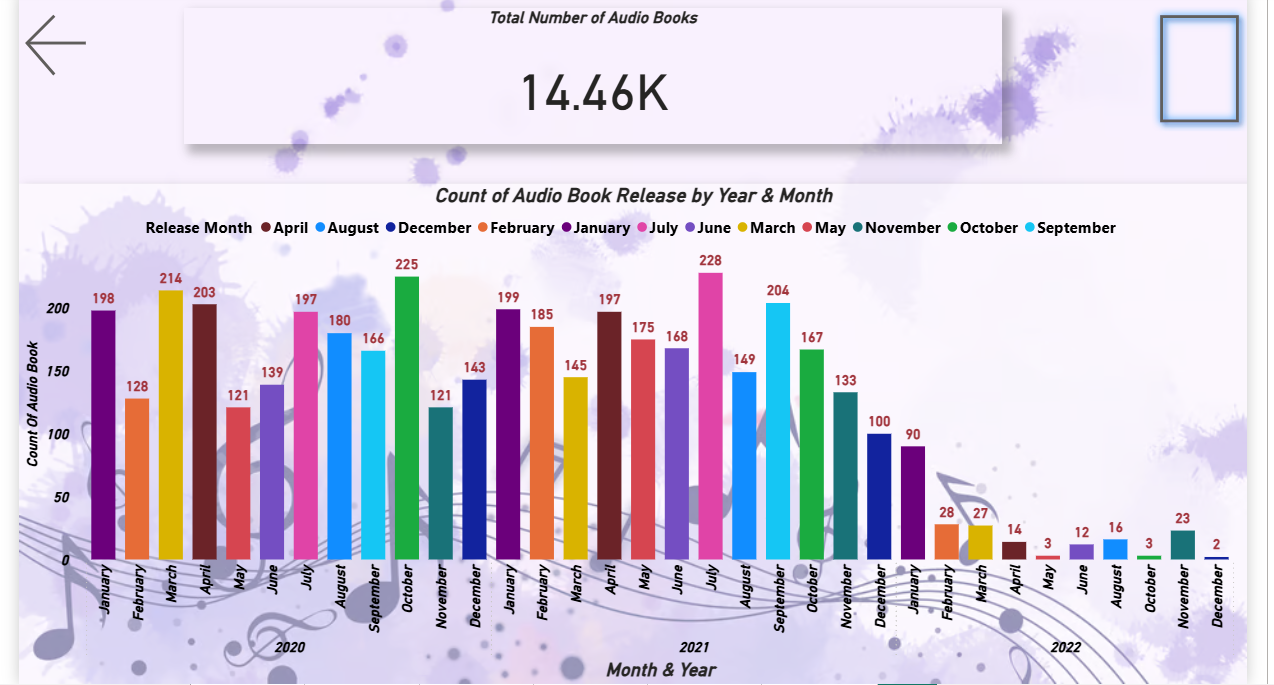 Total Number of Audio Books
14.46K
Count of Audio Book Release by Year & Month
Release Month April August December February January July June March May November October September
Count Of Audio Book
200
150
100
50
0
198 128 214 203 121 139 197 180 166 225 121 143 199 185 145 197 175 168 228 149 204 167 133 100 90 28 27 14 3 12 16 3 23 2
January February March April May June July August September October November December January February March April May June July August September October November December January February March April May June August October November December
2020 2021 2022
Month & Year